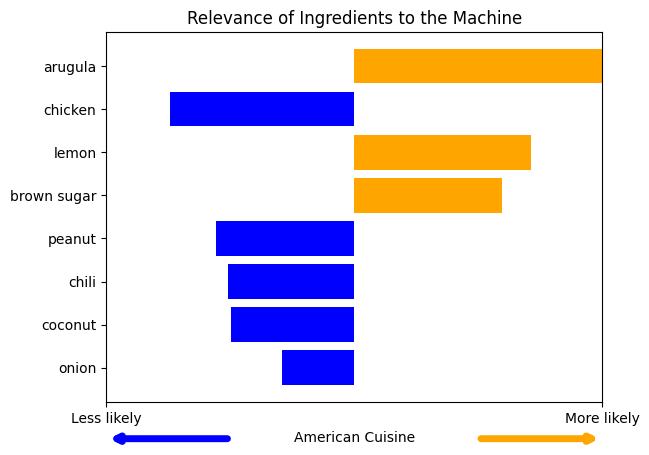 Relevance of Ingredients to the Machine
arugula
chicken
lemon
brown sugar
peanut
chili
coconut
onion
Less likely
More likely
American Cuisine